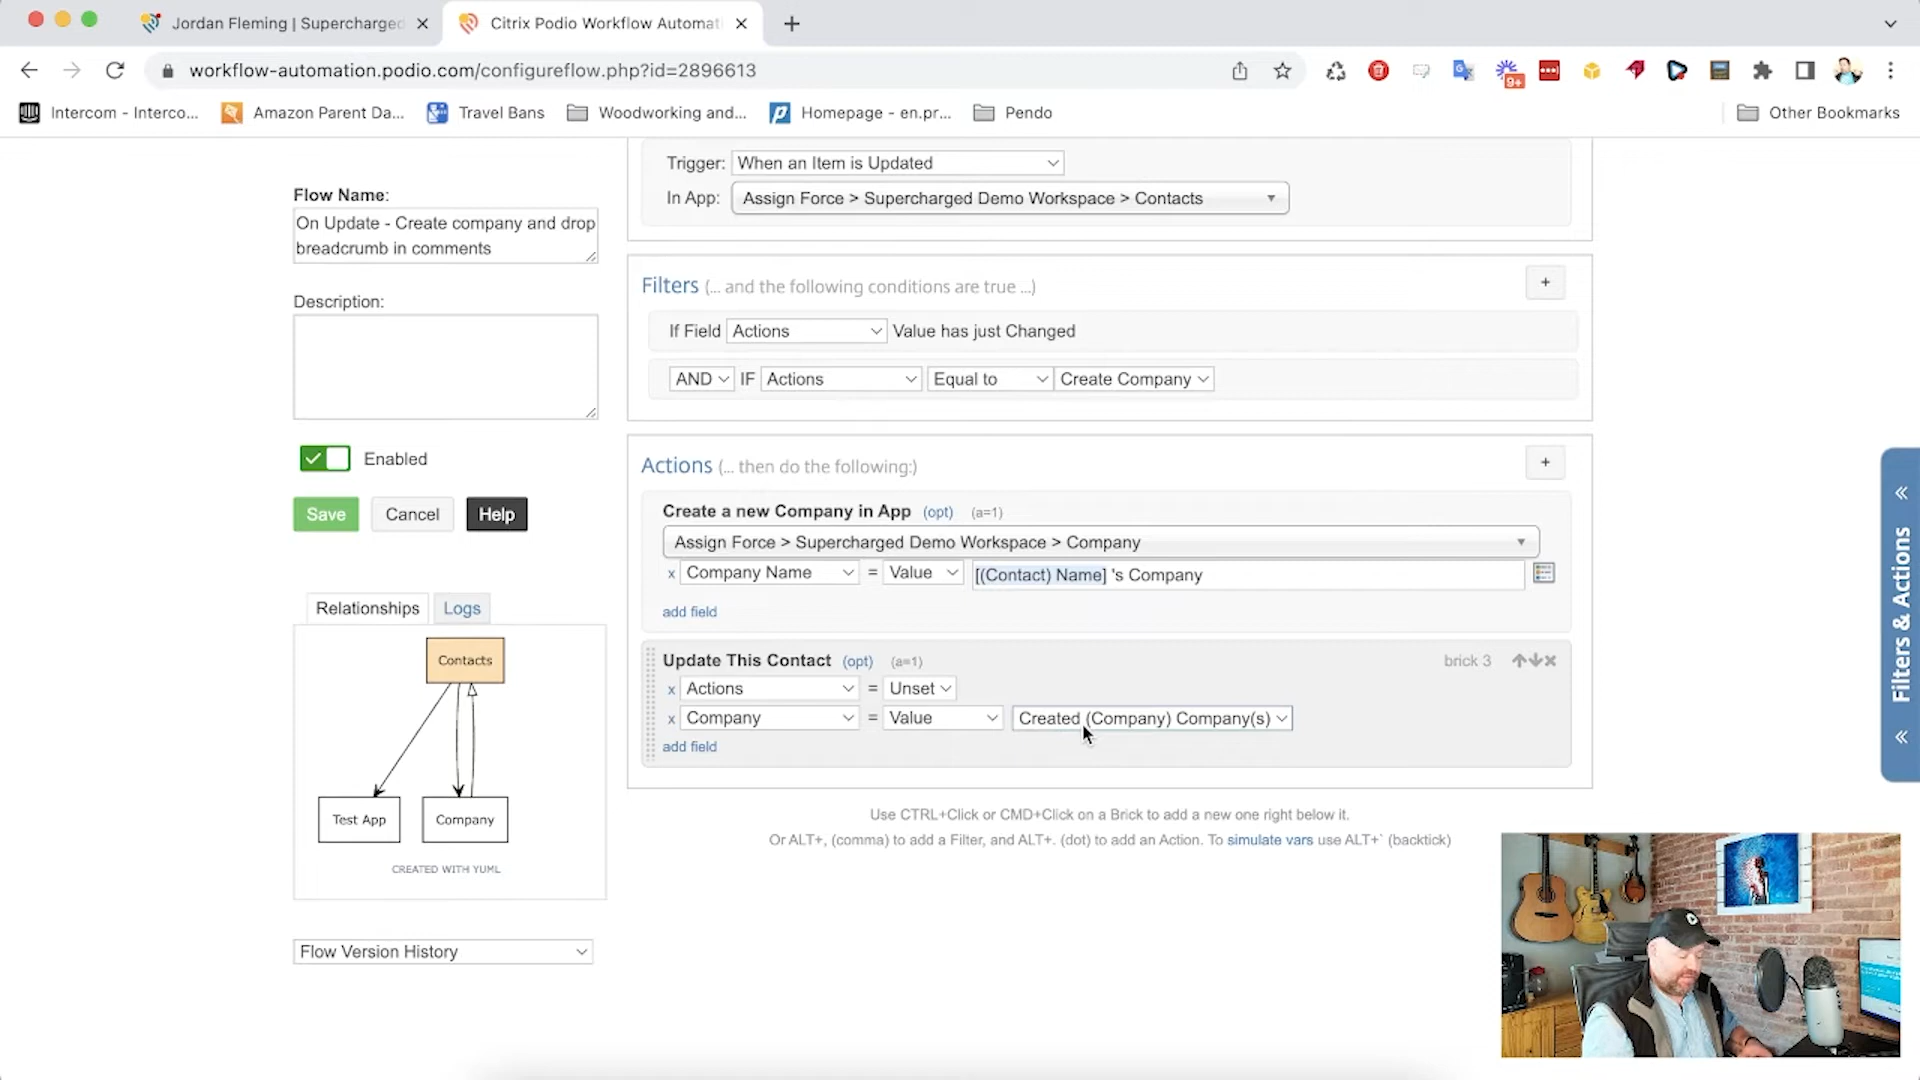 Jordan Fleming | Supercharged
Citrix Podio Workflow Automat
workflow-automation.podio.com/configureflow.php?id=2896613
9+
Intercom - Interco...
Amazon Parent Da...
Travel Bans
Woodworking and...
Homepage - en.pr...
Pendo
Other Bookmarks
Flow Name:
On Update - Create company and drop
breadcrumb in comments
Description:
Enabled
Save
Cancel
Help
Relationships
Logs
Contacts
Test App
Company
CREATED WITH YUML
Flow Version History
Trigger: When an Item is Updated
In App: Assign Force > Supercharged Demo Workspace > Contacts
Filters (... and the following conditions are true ...)
+
If Field Actions Value has just Changed
AND IF Actions Equal to Create Company
Actions (... then do the following:)
+
Create a new Company in App (opt) (a=1)
Assign Force > Supercharged Demo Workspace > Company
x Company Name = Value [(Contact) Name] 's Company
add field
Update This Contact (opt) (a=1) brick 3
x Actions = Unset
x Company = Value Created (Company) Company(s)
add field
Use CTRL+Click or CMD+Click on a Brick to add a new one right below it.
Or ALT+, (comma) to add a Filter, and ALT+. (dot) to add an Action. To simulate vars use ALT+` (backtick)
Filters & Actions